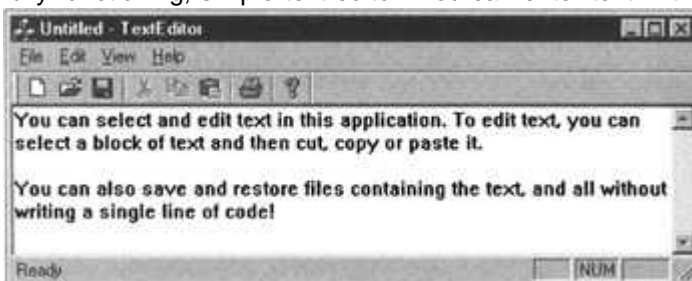 Untitled - TextEditor
File Edit View Help
You can select and edit text in this application. To edit text, you can
select a block of text and then cut, copy or paste it.
You can also save and restore files containing the text, and all without
writing a single line of code!
Ready NUM